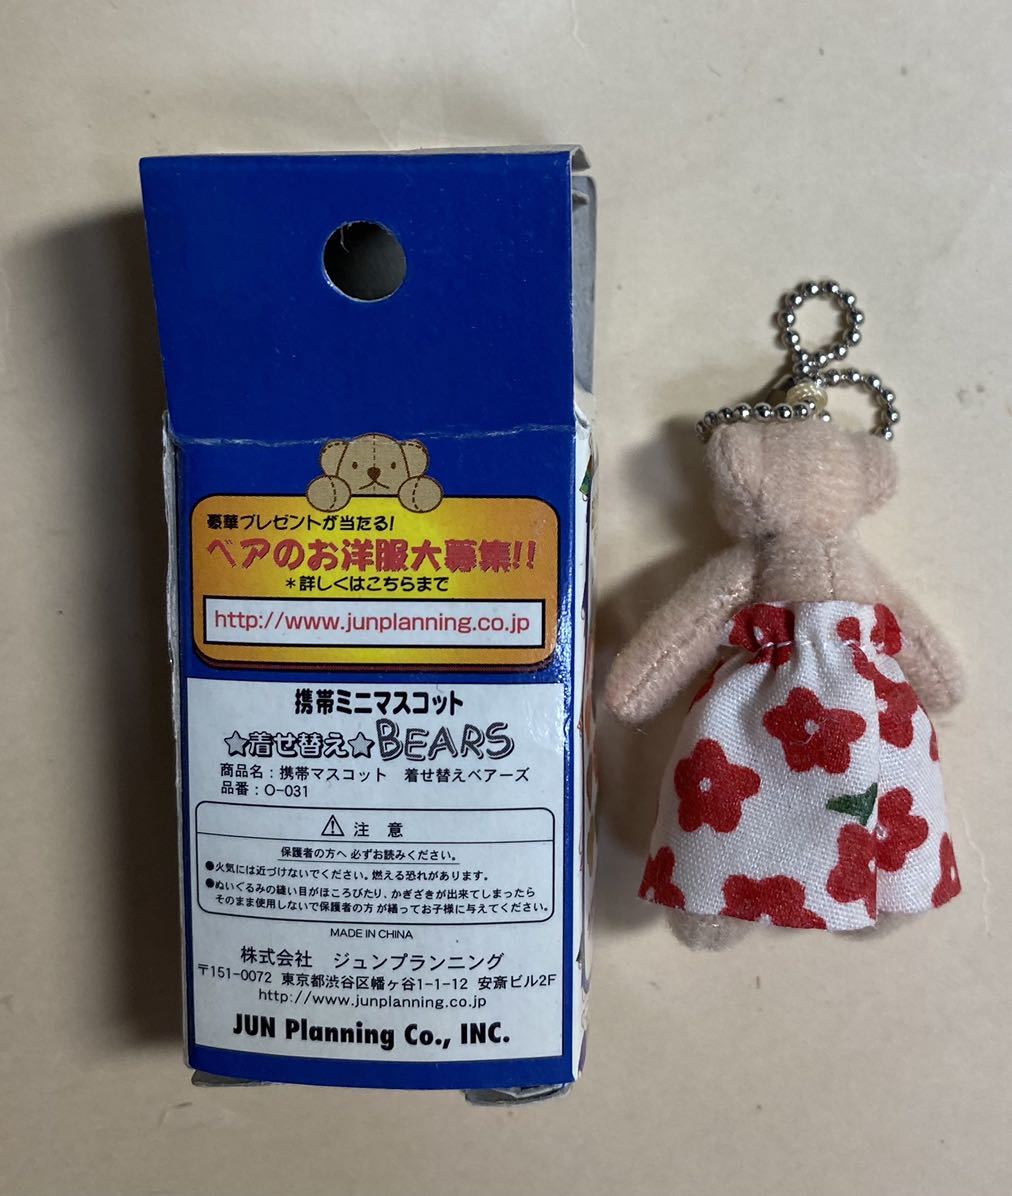 豪華プレゼントが当たる!
ベアのお洋服大募集!!
＊詳しくはこちらまで
http://www.junplanning.co.jp
携帯ミニマスコット
☆着せ替え☆BEARS
商品名：携帯マスコット 着せ替えベアーズ
品番：O-031
⚠ 注 意
保護者の方へ 必ずお読みください。
●火気には近づけないでください。燃える恐れがあります。
●ぬいぐるみの縫い目がほころびたり、かぎざきが出来てしまったら
そのまま使用しないで保護者の方が繕ってお子様に与えてください。
MADE IN CHINA
株式会社 ジュンプランニング
〒151-0072 東京都渋谷区幡ヶ谷1-1-12 安斎ビル2F
http://www.junplanning.co.jp
JUN Planning Co., INC.